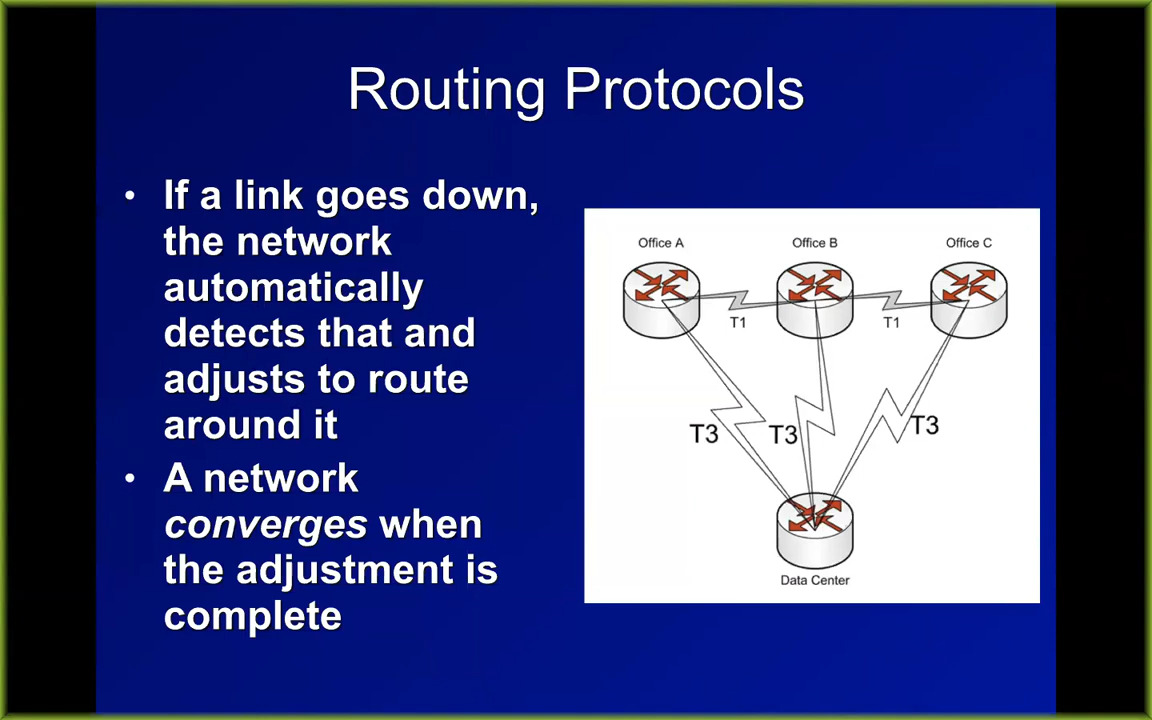 Routing Protocols
• If a link goes down,
the network
automatically
detects that and
adjusts to route
around it
• A network
converges when
the adjustment is
complete
Office A
Office B
Office C
T1
T1
T3
T3
T3
Data Center